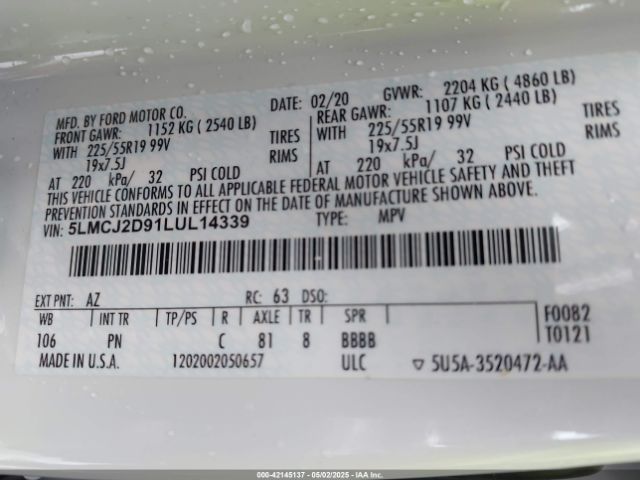 MFD. BY FORD MOTOR CO.
DATE: 02/20 GVWR: 2204 KG ( 4860 LB)
FRONT GAWR: 1152 KG ( 2540 LB) REAR GAWR: 1107 KG ( 2440 LB)
WITH 225/55R19 99V TIRES WITH 225/55R19 99V TIRES
19x7.5J RIMS 19x7.5J RIMS
AT 220 kPa/ 32 PSI COLD AT 220 kPa/ 32 PSI COLD
THIS VEHICLE CONFORMS TO ALL APPLICABLE FEDERAL MOTOR VEHICLE SAFETY AND THEFT
PREVENTION STANDARDS IN EFFECT ON THE DATE OF MANUFACTURE SHOWN ABOVE.
VIN: 5LMCJ2D91LUL14339 TYPE: MPV
EXT PNT: AZ RC: 63 DSO:
WB INT TR TP/PS R AXLE TR SPR F0082
106 PN C 81 8 BBBB T0121
MADE IN U.S.A. 1202002050657 ULC 5U5A-3520472-AA
000-42145137 - 05/02/2025 - IAA Inc.